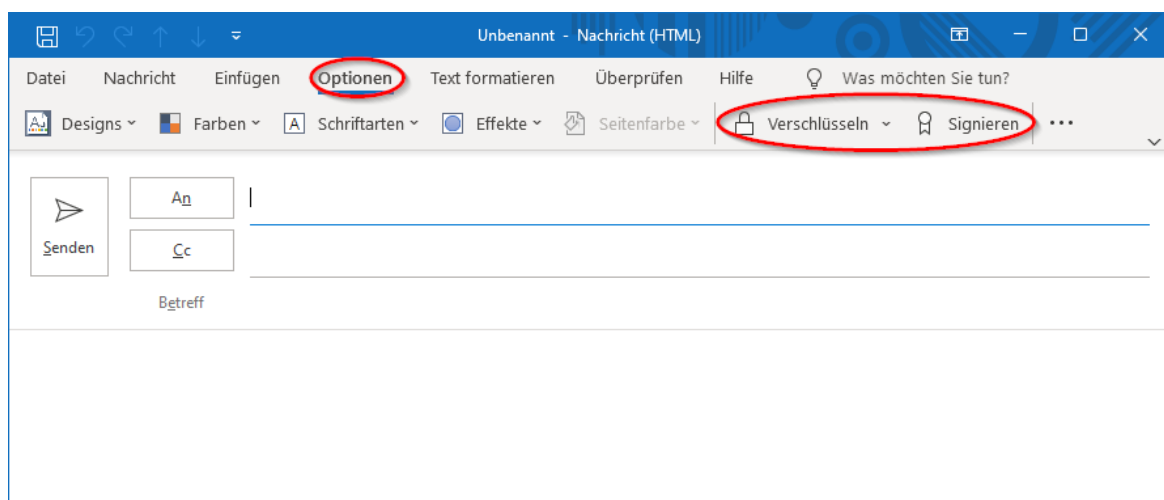 Unbenannt - Nachricht (HTML)
Datei Nachricht Einfügen Optionen Text formatieren Überprüfen Hilfe Was möchten Sie tun?
Designs Farben A Schriftarten Effekte Seitenfarbe Verschlüsseln Signieren ...
An
Senden Cc
Betreff